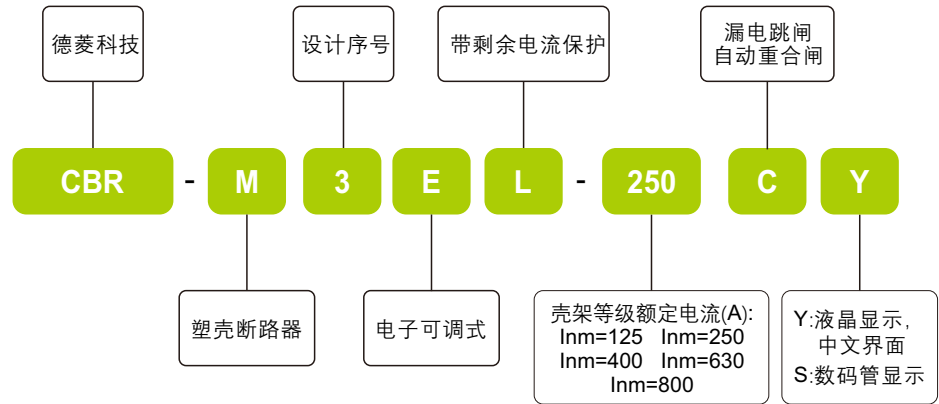 德菱科技
设计序号
带剩余电流保护
漏电跳闸
自动重合闸
CBR - M 3 E L - 250 C Y
塑壳断路器
电子可调式
壳架等级额定电流(A):
Inm=125 Inm=250
Inm=400 Inm=630
Inm=800
Y:液晶显示,
中文界面
S:数码管显示